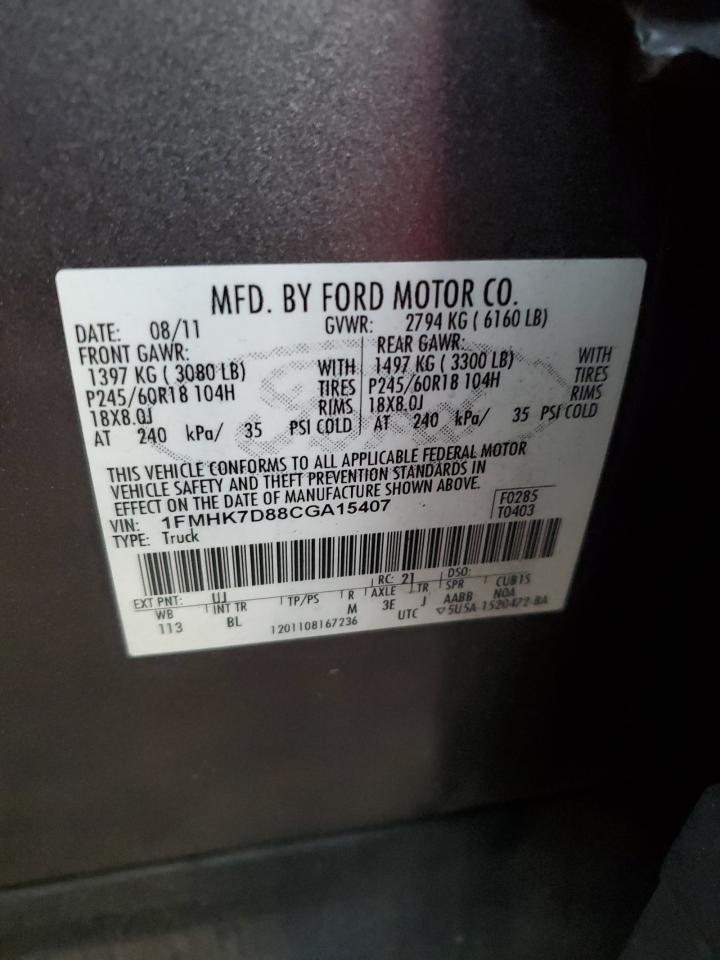 MFD. BY FORD MOTOR CO.
DATE: 08/11 GVWR: 2794 KG ( 6160 LB)
FRONT GAWR: REAR GAWR:
1397 KG ( 3080 LB) WITH 1497 KG ( 3300 LB) WITH
P245/60R18 104H TIRES P245/60R18 104H TIRES
18X8.0J RIMS 18X8.0J RIMS
AT 240 kPa/ 35 PSI COLD AT 240 kPa/ 35 PSI COLD
THIS VEHICLE CONFORMS TO ALL APPLICABLE FEDERAL MOTOR
VEHICLE SAFETY AND THEFT PREVENTION STANDARDS IN
EFFECT ON THE DATE OF MANUFACTURE SHOWN ABOVE.
VIN: 1FMHK7D88CGA15407 F0285
TYPE: Truck T0403
EXT PNT: UJ RC: 21 DSO:
WB INT TR TP/PS R AXLE TR SPR CUB15
113 BL M 3E J AABB NOA
1201108167236 UTC ▽5U5A-1520472-BA
Ford